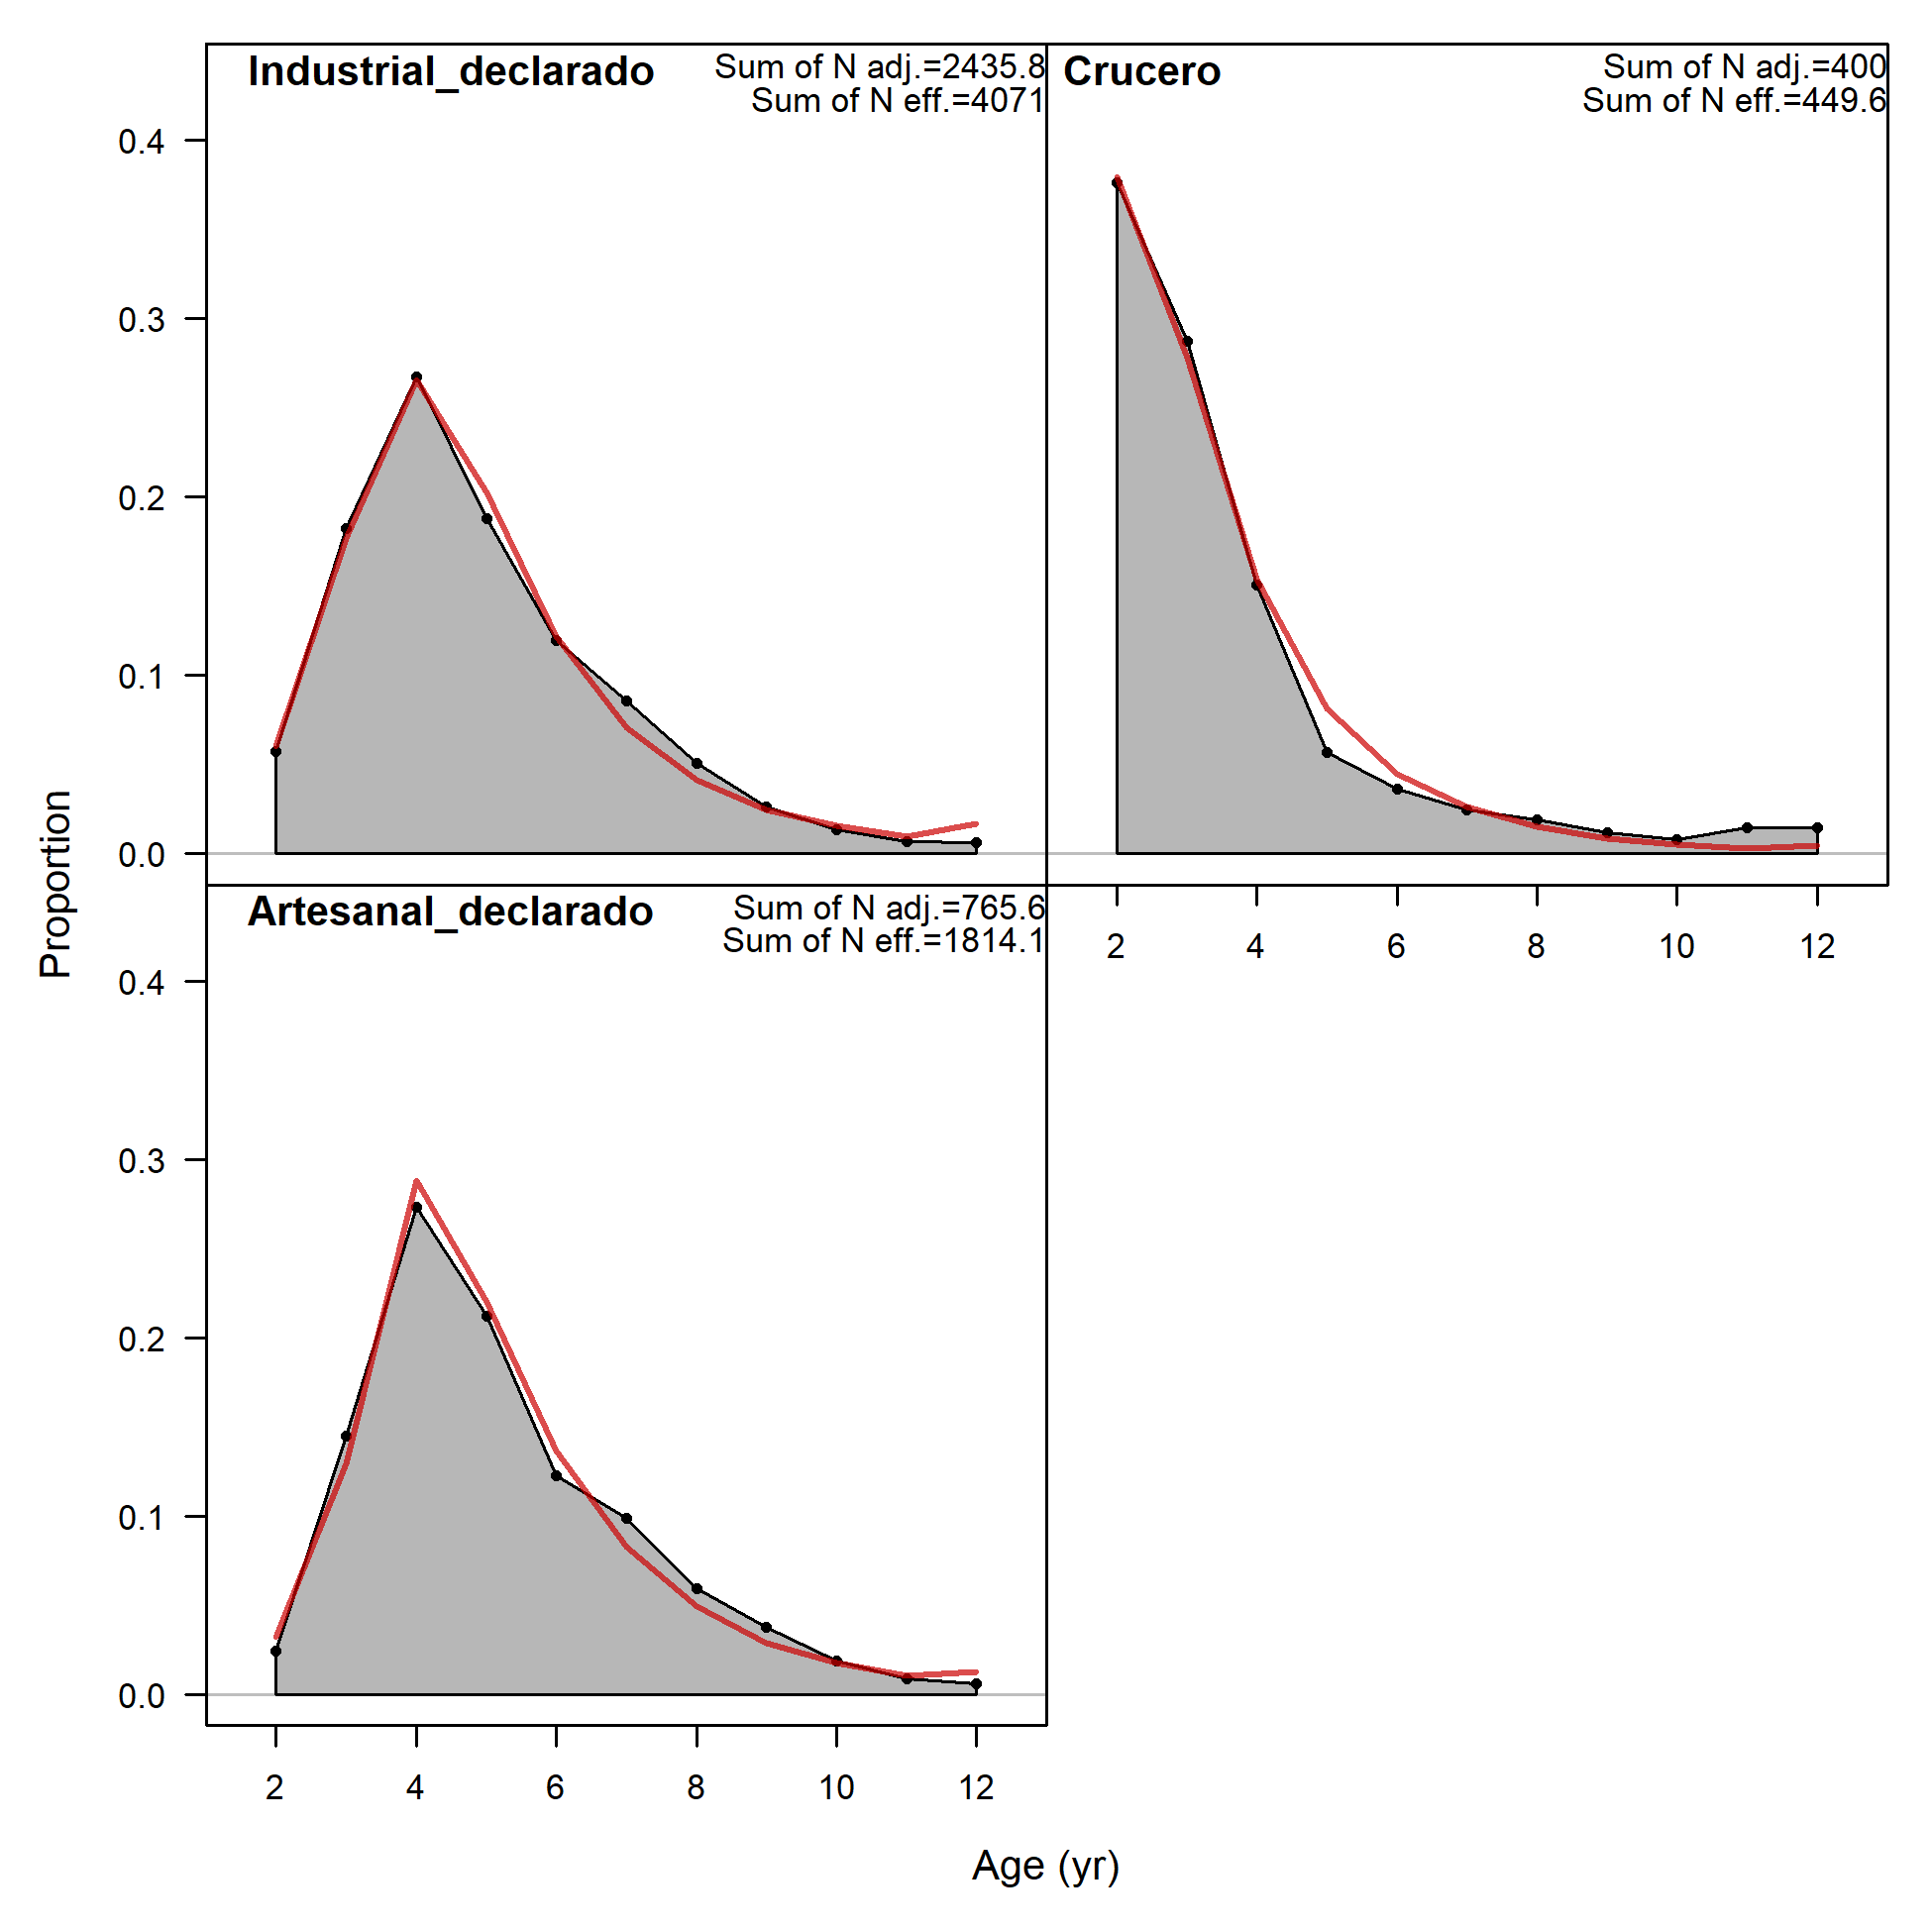 Industrial_declarado
Sum of N adj.=2435.8
Sum of N eff.=4071
0.4
0.3
0.2
0.1
0.0
Crucero
Sum of N adj.=400
Sum of N eff.=449.6
2 4 6 8 10 12
Artesanal_declarado
Sum of N adj.=765.6
Sum of N eff.=1814.1
0.4
0.3
0.2
0.1
0.0
2 4 6 8 10 12
Proportion
Age (yr)